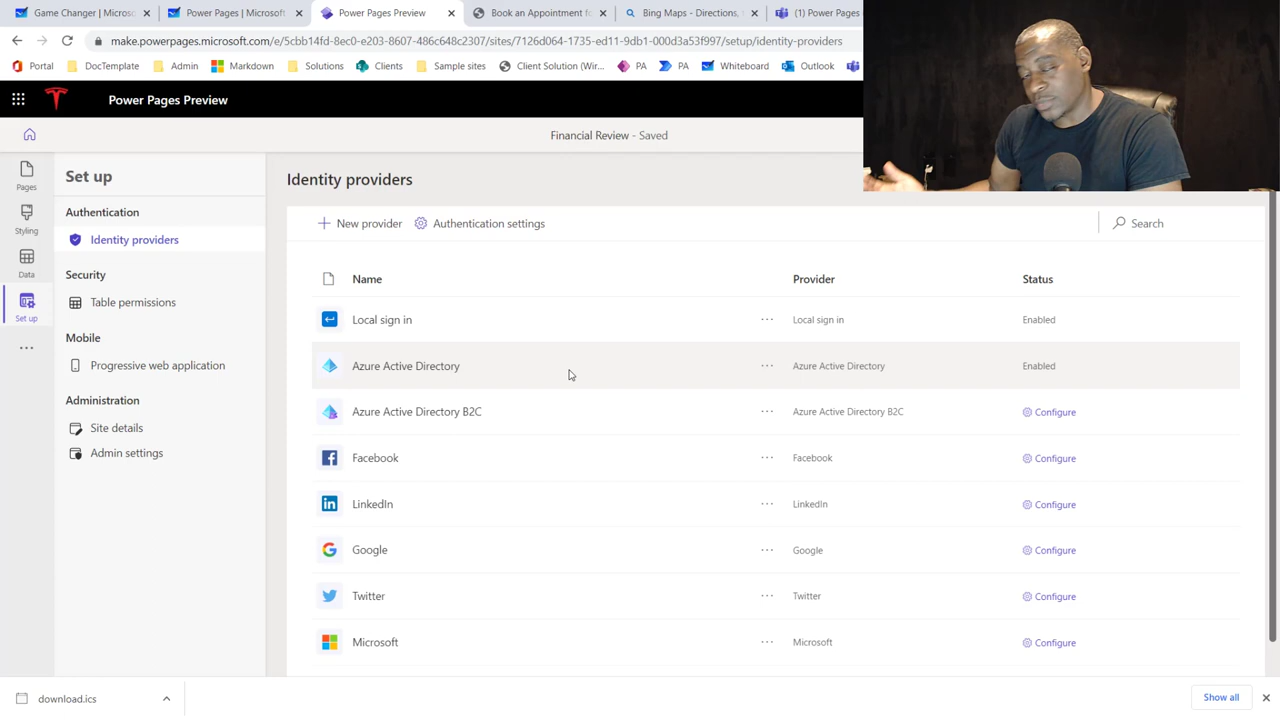 Game Changer | Microso
Power Pages | Microsoft
Power Pages Preview
Book an Appointment fo
Bing Maps - Directions,
(1) Power Pages
make.powerpages.microsoft.com/e/5cbb14fd-8ec0-e203-8607-486c648c2307/sites/7126d064-1735-ed11-9db1-000d3a53f997/setup/identity-providers
Portal
DocTemplate
Admin
Markdown
Solutions
Clients
Sample sites
Client Solution (Wir...
PA
PA
Whiteboard
Outlook
Power Pages Preview
Financial Review - Saved
Pages
Styling
Data
Set up
Set up
Authentication
Identity providers
Security
Table permissions
Mobile
Progressive web application
Administration
Site details
Admin settings
Identity providers
New provider
Authentication settings
Search
Name Provider Status
Local sign in ... Local sign in Enabled
Azure Active Directory ... Azure Active Directory Enabled
Azure Active Directory B2C ... Azure Active Directory B2C Configure
Facebook ... Facebook Configure
LinkedIn ... LinkedIn Configure
Google ... Google Configure
Twitter ... Twitter Configure
Microsoft ... Microsoft Configure
download.ics
Show all